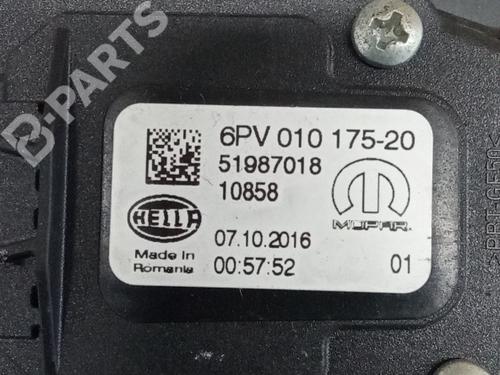 B-PARTS
6PV 010 175-20
51987018
10858
HELLA
MOPAR
07.10.2016
Made In
Romania
00:57:52
01